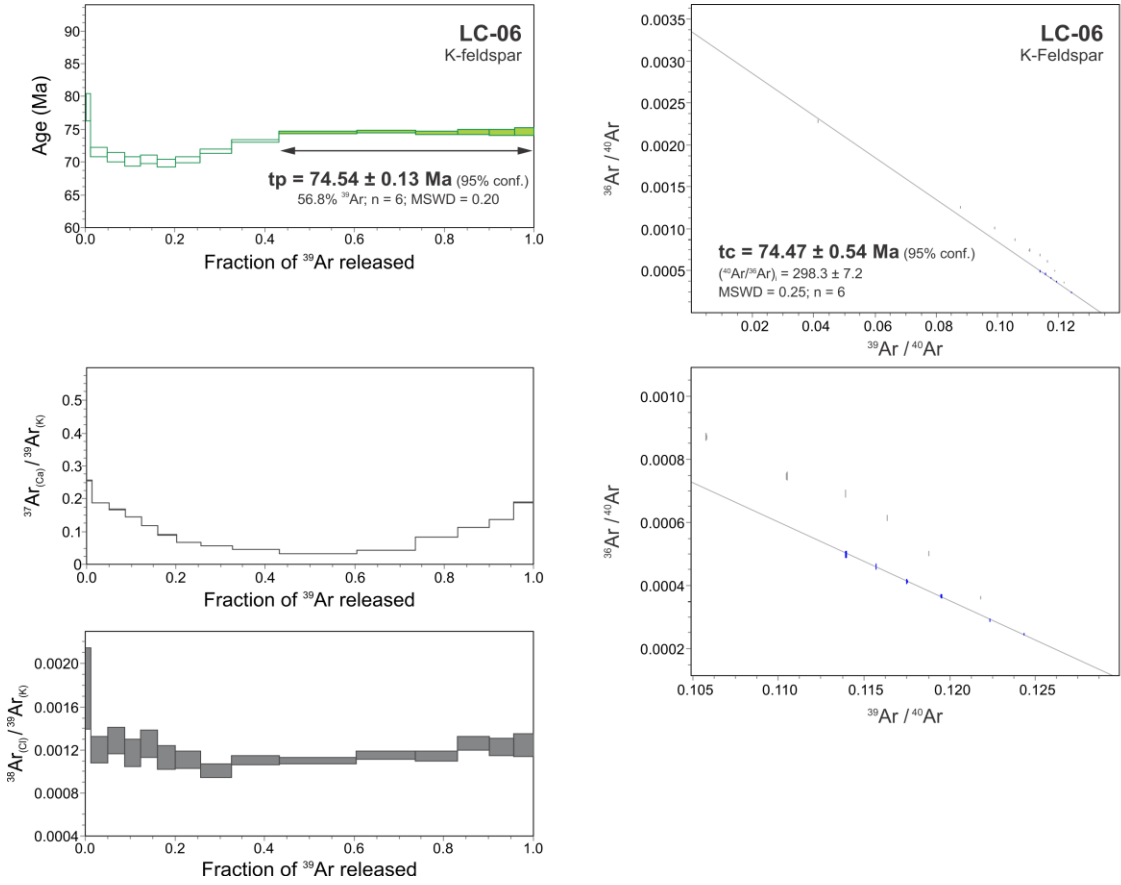 LC-06
K-feldspar
Age (Ma)
90
85
80
75
70
65
60
tp = 74.54 ± 0.13 Ma (95% conf.)
56.8% ³⁹Ar; n = 6; MSWD = 0.20
0.0 0.2 0.4 0.6 0.8 1.0
Fraction of ³⁹Ar released
LC-06
K-Feldspar
³⁶Ar / ⁴⁰Ar
0.0035
0.0030
0.0025
0.0020
0.0015
0.0010
0.0005
tc = 74.47 ± 0.54 Ma (95% conf.)
(⁴⁰Ar/³⁶Ar)ᵢ = 298.3 ± 7.2
MSWD = 0.25; n = 6
0.02 0.04 0.06 0.08 0.10 0.12
³⁹Ar / ⁴⁰Ar
³⁷Ar(Ca) / ³⁹Ar(K)
0.5
0.4
0.3
0.2
0.1
0
0.0 0.2 0.4 0.6 0.8 1.0
Fraction of ³⁹Ar released
³⁶Ar / ⁴⁰Ar
0.0010
0.0008
0.0006
0.0004
0.0002
0.105 0.110 0.115 0.120 0.125
³⁹Ar / ⁴⁰Ar
³⁸Ar(Cl) / ³⁹Ar(K)
0.0020
0.0016
0.0012
0.0008
0.0004
0.0 0.2 0.4 0.6 0.8 1.0
Fraction of ³⁹Ar released